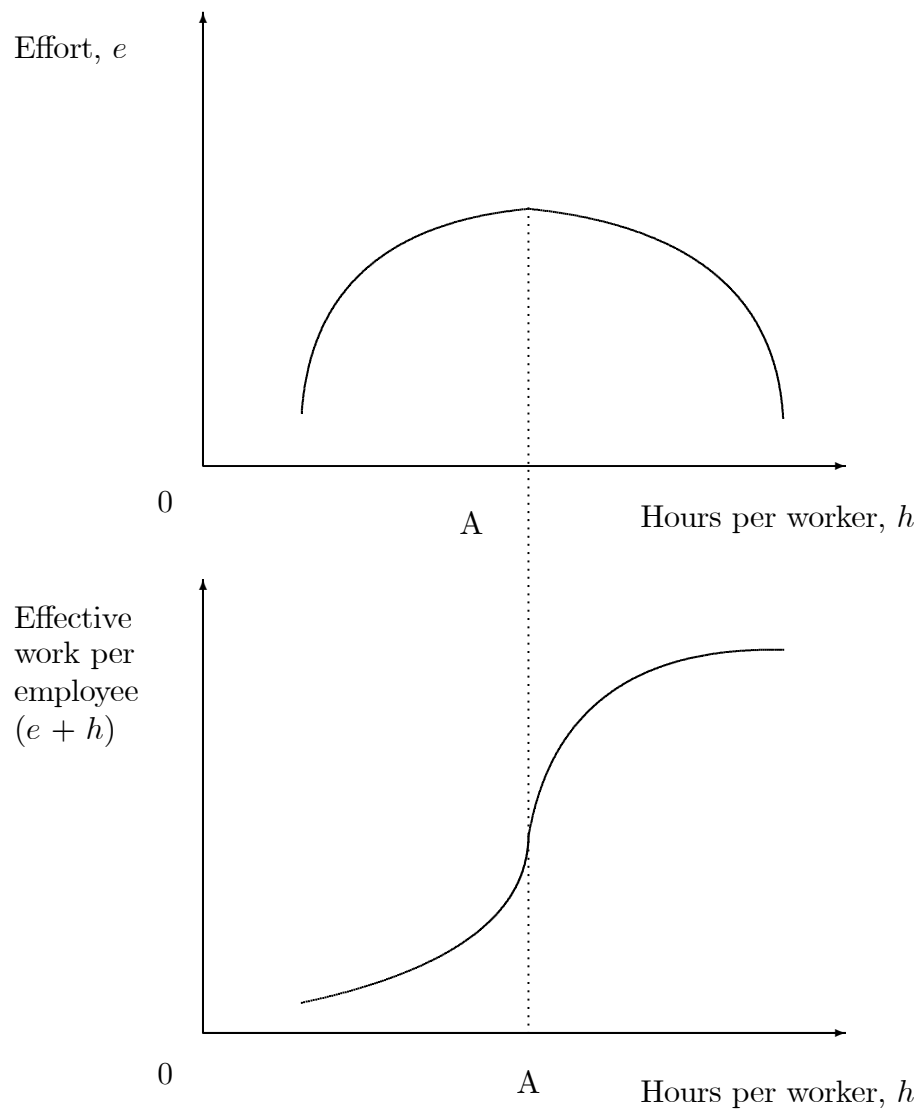 Effort, e
0
A
Hours per worker, h
Effective
work per
employee
(e + h)
0
A
Hours per worker, h